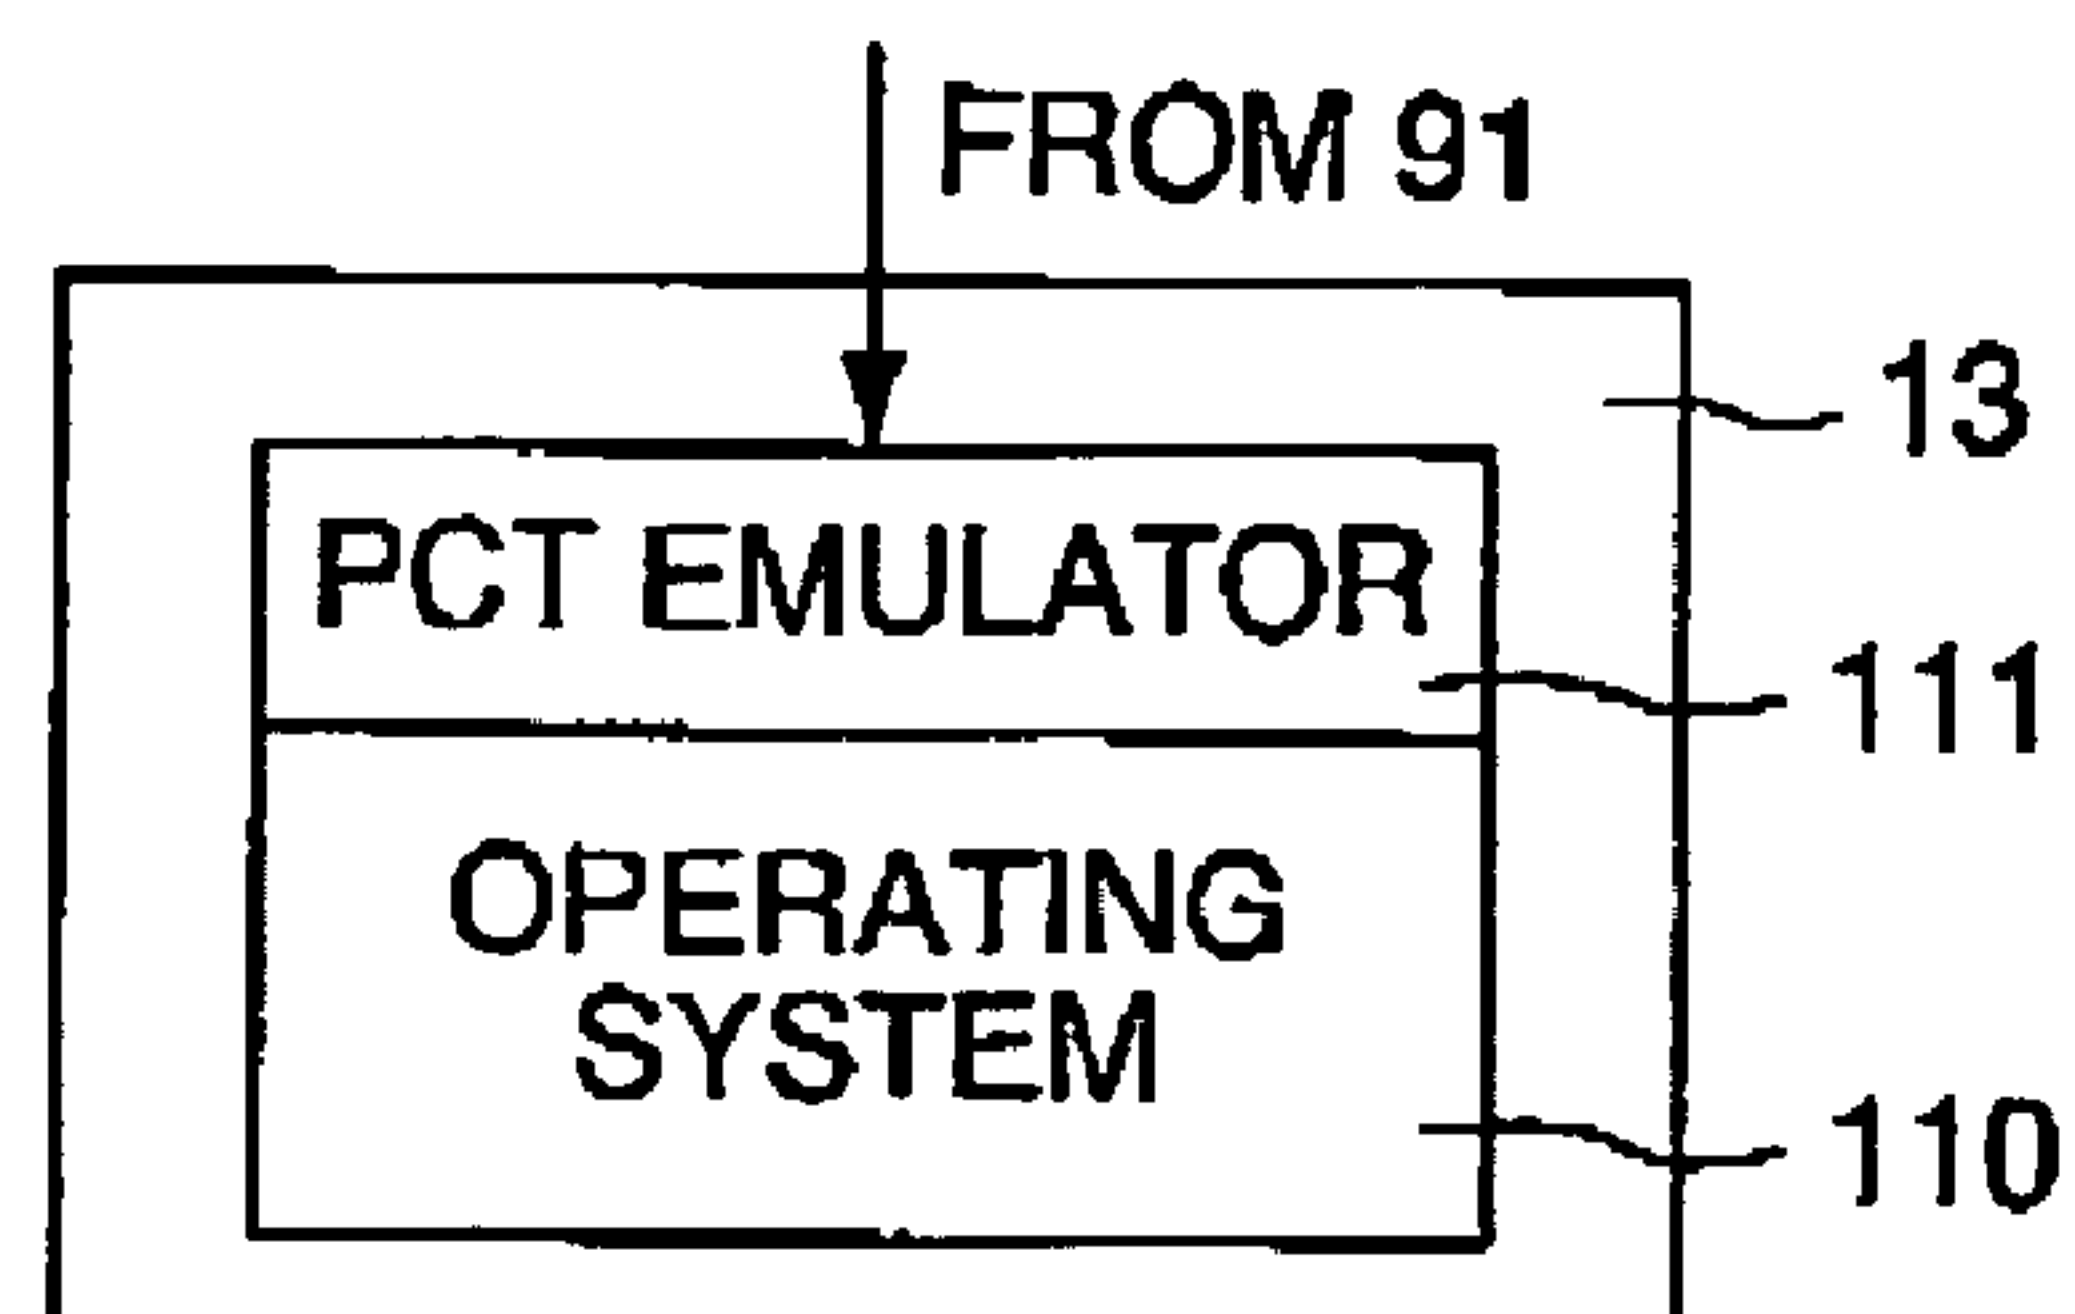 FROM 91
13
PCT EMULATOR
111
OPERATING
SYSTEM
110